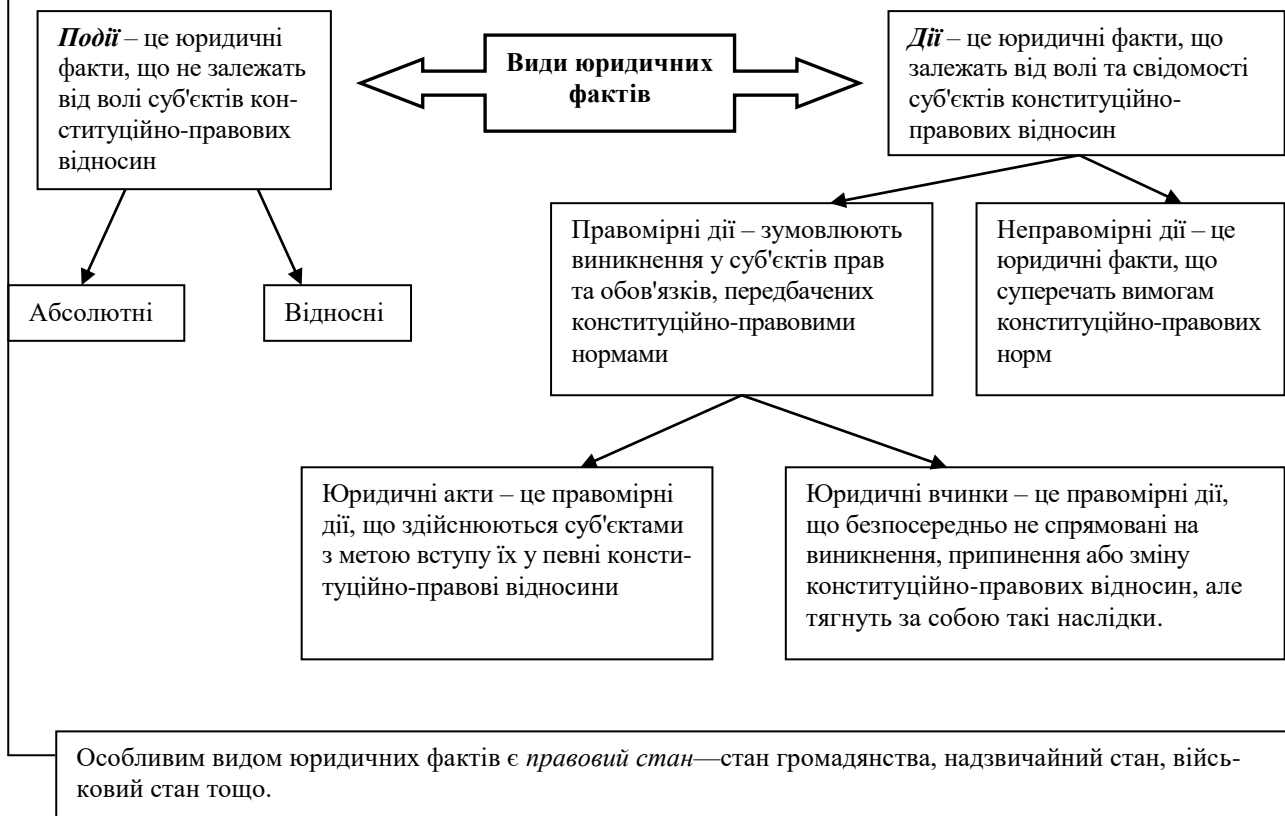 Події – це юридичні
факти, що не залежать
від волі суб'єктів кон-
ституційно-правових
відносин
Види юридичних
фактів
Дії – це юридичні факти, що
залежать від волі та свідомості
суб'єктів конституційно-
правових відносин
Абсолютні
Відносні
Правомірні дії – зумовлюють
виникнення у суб'єктів прав
та обов'язків, передбачених
конституційно-правовими
нормами
Неправомірні дії – це
юридичні факти, що
суперечать вимогам
конституційно-правових
норм
Юридичні акти – це правомірні
дії, що здійснюються суб'єктами
з метою вступу їх у певні консти-
туційно-правові відносини
Юридичні вчинки – це правомірні дії,
що безпосередньо не спрямовані на
виникнення, припинення або зміну
конституційно-правових відносин, але
тягнуть за собою такі наслідки.
Особливим видом юридичних фактів є правовий стан—стан громадянства, надзвичайний стан, війсь-
ковий стан тощо.